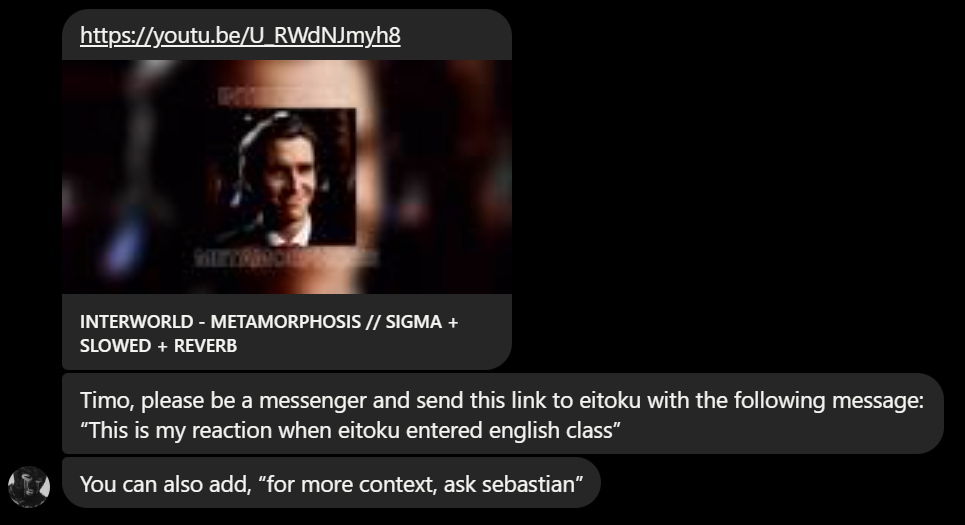 https://youtu.be/U_RWdNJmyh8
METAMORPHOSIS
INTERWORLD - METAMORPHOSIS // SIGMA +
SLOWED + REVERB
Timo, please be a messenger and send this link to eitoku with the following message:
“This is my reaction when eitoku entered english class”
You can also add, “for more context, ask sebastian”